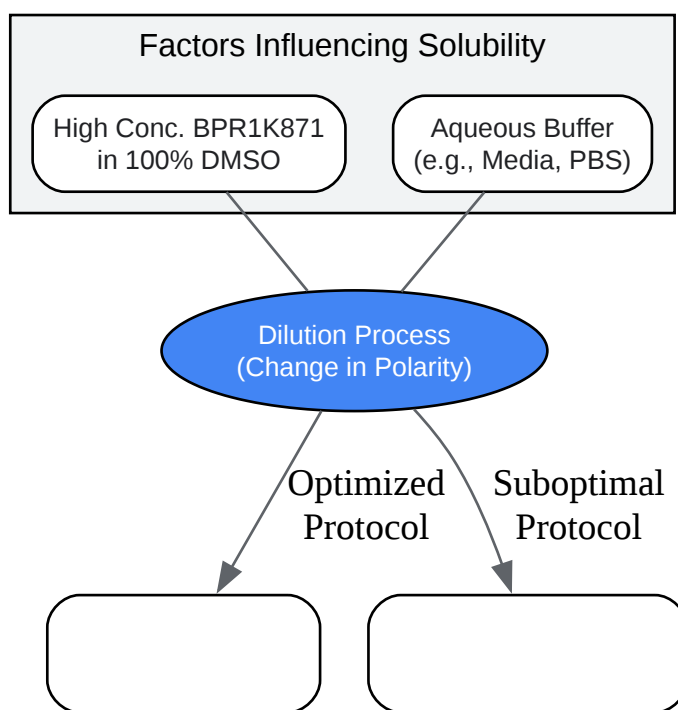 Factors Influencing Solubility
High Conc. BPR1K871
in 100% DMSO
Aqueous Buffer
(e.g., Media, PBS)
Dilution Process
(Change in Polarity)
Optimized
Protocol
Suboptimal
Protocol